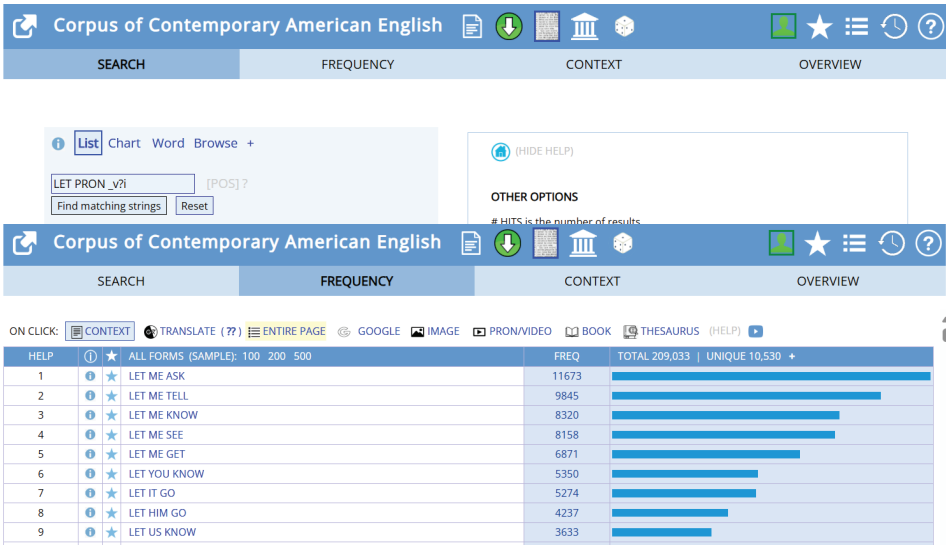 Corpus of Contemporary American English
SEARCH FREQUENCY CONTEXT OVERVIEW
List Chart Word Browse +
(HIDE HELP)
LET PRON _v?i [POS] ?
Find matching strings Reset
OTHER OPTIONS
# HITS is the number of results
Corpus of Contemporary American English
SEARCH FREQUENCY CONTEXT OVERVIEW
ON CLICK: CONTEXT TRANSLATE (??) ENTIRE PAGE GOOGLE IMAGE PRON/VIDEO BOOK THESAURUS (HELP)
HELP ALL FORMS (SAMPLE): 100 200 500 FREQ TOTAL 209,033 | UNIQUE 10,530 +
1 LET ME ASK 11673
2 LET ME TELL 9845
3 LET ME KNOW 8320
4 LET ME SEE 8158
5 LET ME GET 6871
6 LET YOU KNOW 5350
7 LET IT GO 5274
8 LET HIM GO 4237
9 LET US KNOW 3633